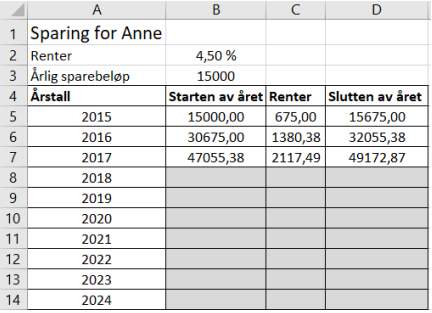 A B C D
1 Sparing for Anne
2 Renter 4,50 %
3 Årlig sparebeløp 15000
4 Årstall Starten av året Renter Slutten av året
5 2015 15000,00 675,00 15675,00
6 2016 30675,00 1380,38 32055,38
7 2017 47055,38 2117,49 49172,87
8 2018
9 2019
10 2020
11 2021
12 2022
13 2023
14 2024